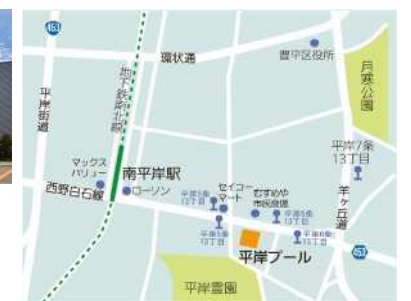 453
環状通
豊平区役所
月寒公園
平岸街道
地下鉄南北線
平岸7条
13丁目
羊ヶ丘通
マックス
バリュー
南平岸駅
西野白石線
ローソン
平岸5条
13丁目
セイコー
マート
むすめや
市民食堂
平岸6条
13丁目
平岸5条
13丁目
平岸6条
13丁目
453
平岸プール
平岸霊園